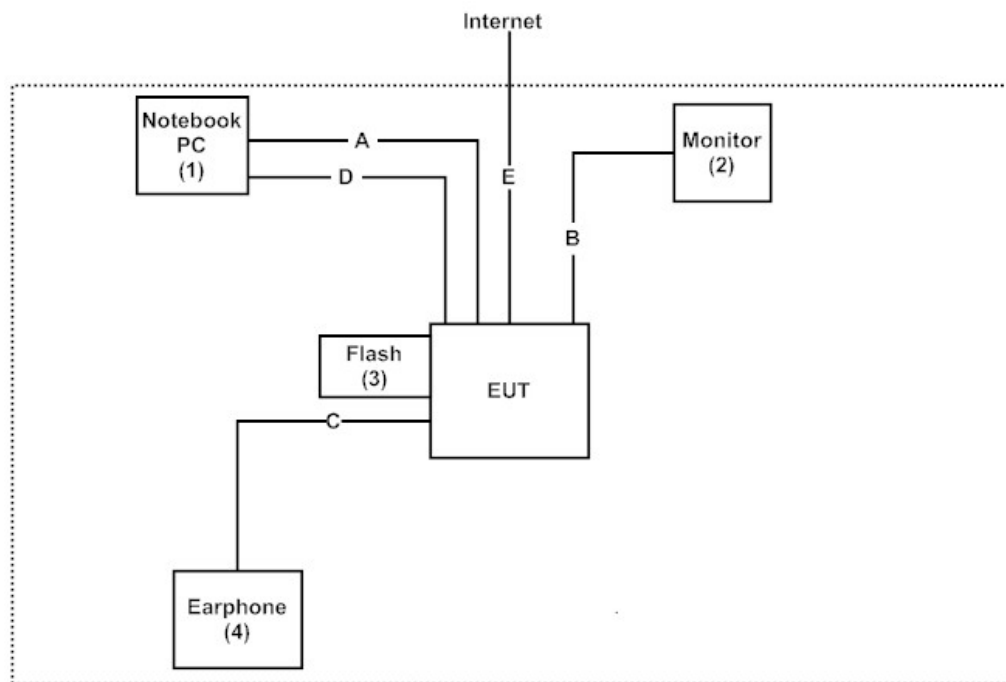 Internet
Notebook
PC
(1)
A
D
E
B
Monitor
(2)
Flash
(3)
EUT
C
Earphone
(4)